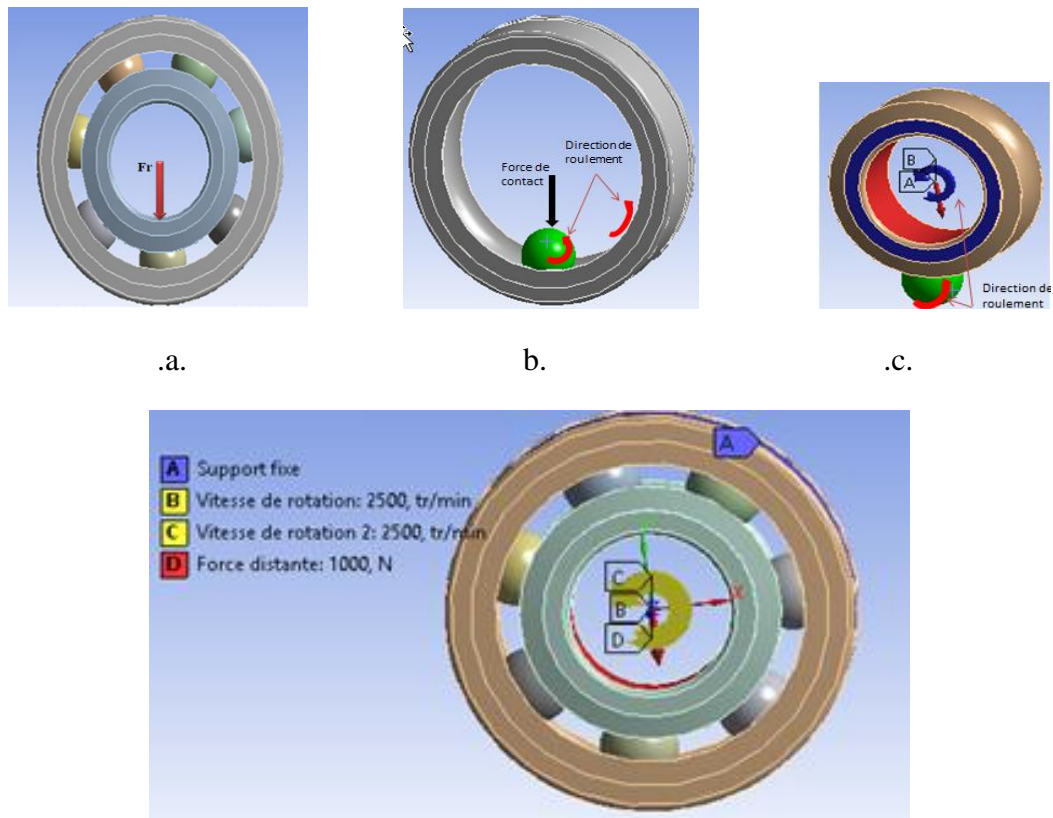 Fr
Force de
contact
Direction de
roulement
B
A
Direction de
roulement
.a.
b.
.c.
A Support fixe
B Vitesse de rotation: 2500, tr/min
C Vitesse de rotation 2: 2500, tr/min
D Force distante: 1000, N
A
C
B
D
X